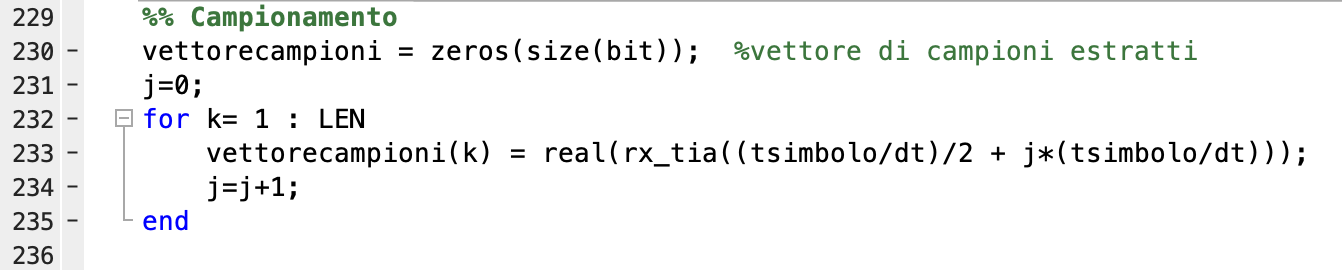 229 %% Campionamento
230 - vettorecampioni = zeros(size(bit)); %vettore di campioni estratti
231 - j=0;
232 - for k= 1 : LEN
233 - vettorecampioni(k) = real(rx_tia((tsimbolo/dt)/2 + j*(tsimbolo/dt)));
234 - j=j+1;
235 - end
236